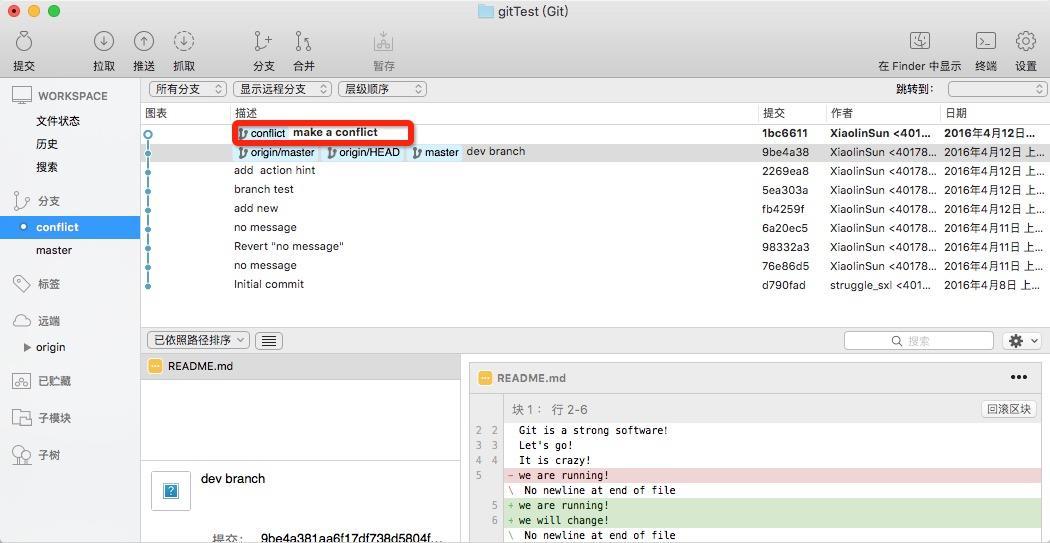 gitTest (Git)
提交 拉取 推送 抓取 分支 合并 暂存 在 Finder 中显示 终端 设置
WORKSPACE
文件状态
历史
搜索
分支
conflict
master
标签
远端
origin
已贮藏
子模块
子树
所有分支 显示远程分支 层级顺序 跳转到:
图表 描述 提交 作者 日期
conflict make a conflict 1bc6611 XiaolinSun <401... 2016年4月12日...
origin/master origin/HEAD master dev branch 9be4a38 XiaolinSun <40178... 2016年4月12日 上...
add action hint 2269ea8 XiaolinSun <40178... 2016年4月12日 上...
branch test 5ea303a XiaolinSun <40178... 2016年4月12日 上...
add new fb4259f XiaolinSun <40178... 2016年4月12日 上...
no message 6a20ec5 XiaolinSun <40178... 2016年4月11日 上...
Revert "no message" 98332a3 XiaolinSun <40178... 2016年4月11日 上...
no message 76e86d5 XiaolinSun <40178... 2016年4月11日 上...
Initial commit d790fad struggle_sxl <401... 2016年4月8日 上...
已依照路径排序 搜索
README.md
dev branch
提交: 9be4a381aa6f17df738d5804f...
README.md
块 1： 行 2-6 回滚区块
2 2 Git is a strong software!
3 3 Let's go!
4 4 It is crazy!
5 - we are running!
\ No newline at end of file
5 + we are running!
6 + we will change!
\ No newline at end of file